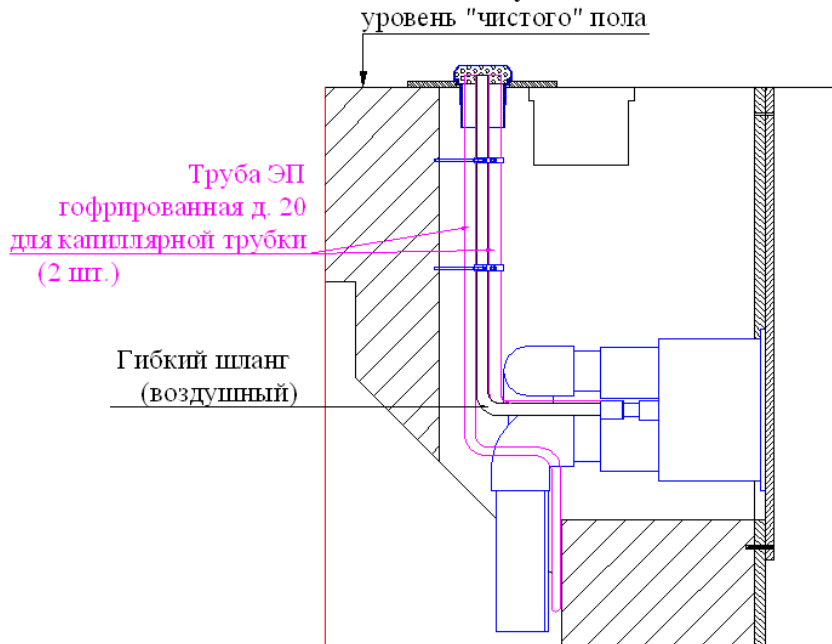 уровень "чистого" пола
Труба ЭП
гофрированная д. 20
для капиллярной трубки
(2 шт.)
Гибкий шланг
(воздушный)